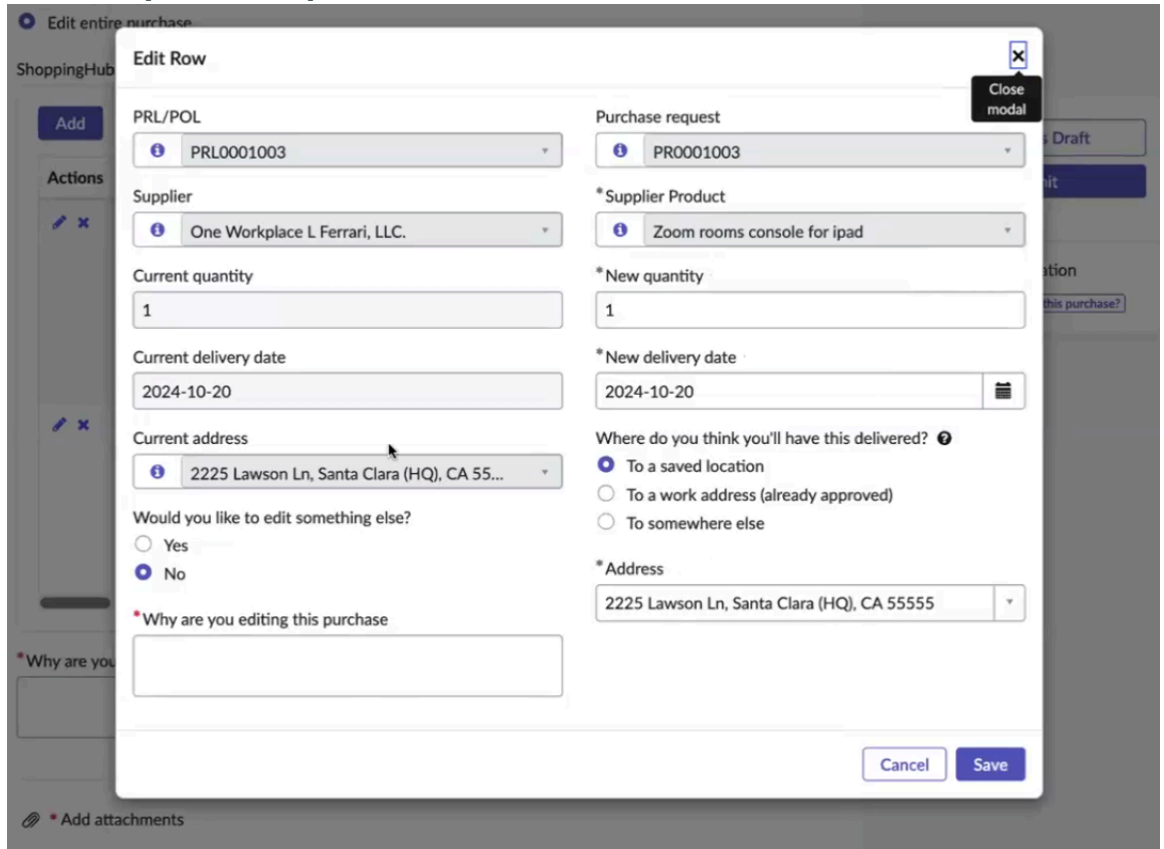 Edit entire purchase
ShoppingHub
Add
Actions
Edit Row
Close modal
PRL/POL
PRL0001003
Purchase request
PR0001003
Supplier
One Workplace L Ferrari, LLC.
*Supplier Product
Zoom rooms console for ipad
Current quantity
1
*New quantity
1
Current delivery date
2024-10-20
*New delivery date
2024-10-20
Current address
2225 Lawson Ln, Santa Clara (HQ), CA 55...
Where do you think you'll have this delivered?
To a saved location
To a work address (already approved)
To somewhere else
Would you like to edit something else?
Yes
No
*Address
2225 Lawson Ln, Santa Clara (HQ), CA 55555
*Why are you editing this purchase
Cancel
Save
Draft
this purchase?
*Why are you
*Add attachments